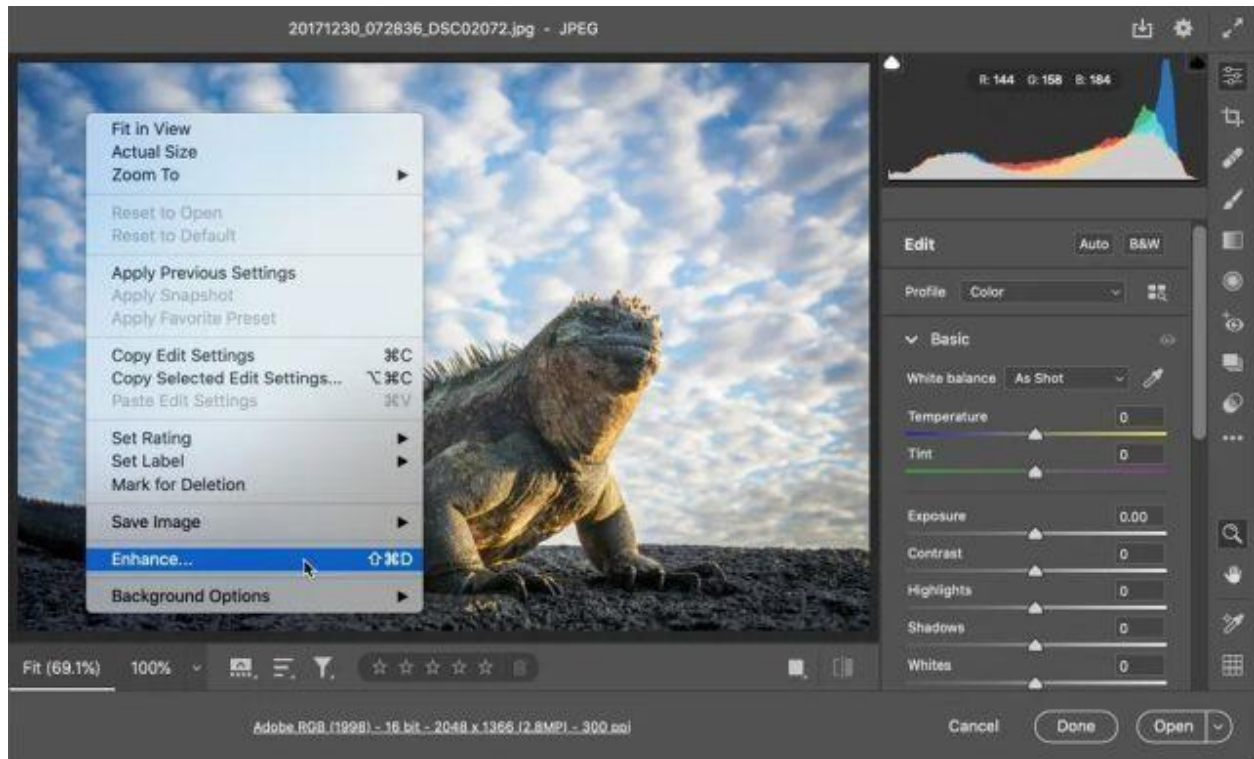 20171230_072836_DSC02072.jpg - JPEG
R: 144 G: 158 B: 184
Fit in View
Actual Size
Zoom To
Reset to Open
Reset to Default
Apply Previous Settings
Apply Snapshot
Apply Favorite Preset
Copy Edit Settings ⌘C
Copy Selected Edit Settings... ⌥⌘C
Paste Edit Settings ⌘V
Set Rating
Set Label
Mark for Deletion
Save Image
Enhance... ⇧⌘D
Background Options
Edit Auto B&W
Profile Color
Basic
White balance As Shot
Temperature 0
Tint 0
Exposure 0.00
Contrast 0
Highlights 0
Shadows 0
Whites 0
Fit (69.1%) 100%
Adobe RGB (1998) - 16 bit - 2048 x 1366 (2.8MP) - 300 ppi
Cancel Done Open